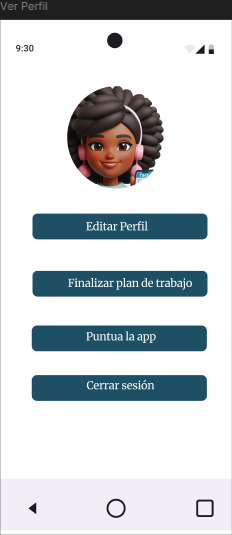 Ver Perfil
9:30
Editar Perfil
Finalizar plan de trabajo
Puntua la app
Cerrar sesión